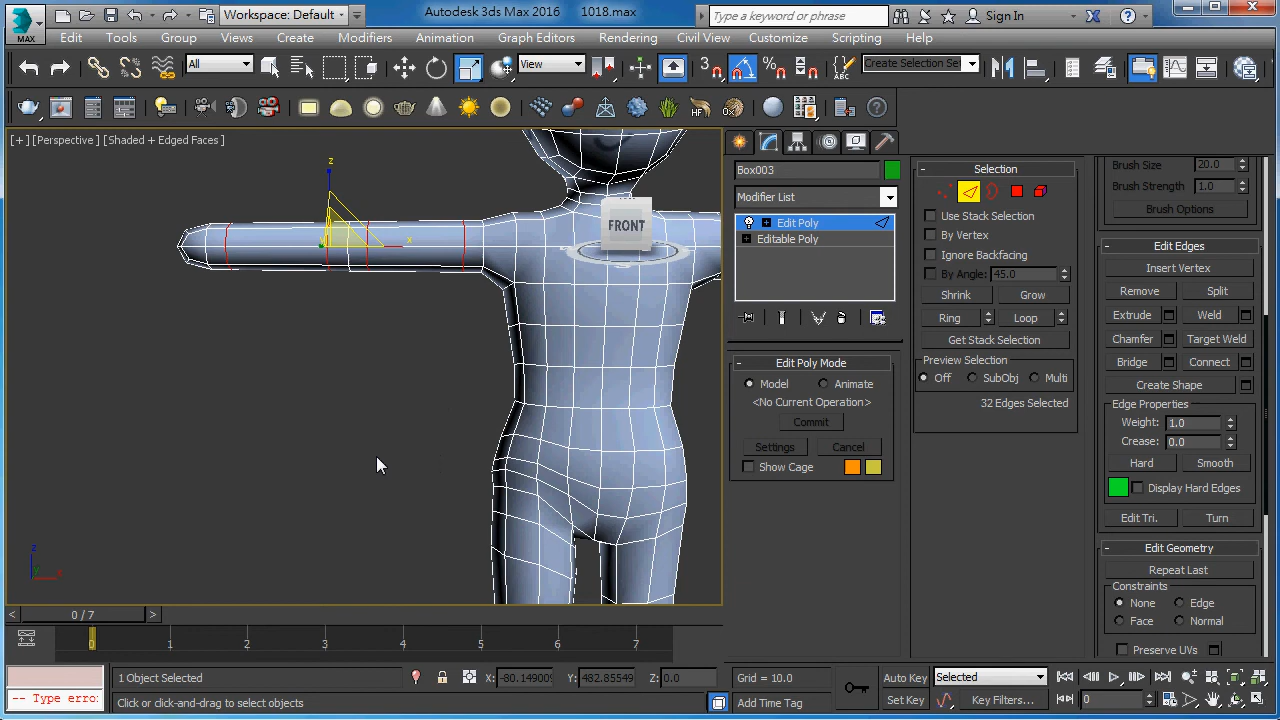 Workspace: Default
Autodesk 3ds Max 2016   1018.max
Type a keyword or phrase
Sign In
MAX
Edit Tools Group Views Create Modifiers Animation Graph Editors Rendering Civil View Customize Scripting Help
All
View
3
Create Selection Se
[+] [Perspective] [Shaded + Edged Faces]
z
x
FRONT
z
y
x
Box003
Modifier List
Edit Poly
Editable Poly
Edit Poly Mode
Model Animate
<No Current Operation>
Commit
Settings Cancel
Show Cage
Selection
Use Stack Selection
By Vertex
Ignore Backfacing
By Angle: 45.0
Shrink Grow
Ring Loop
Get Stack Selection
Preview Selection
Off SubObj Multi
32 Edges Selected
Brush Size 20.0
Brush Strength 1.0
Brush Options
Edit Edges
Insert Vertex
Remove Split
Extrude Weld
Chamfer Target Weld
Bridge Connect
Create Shape
Edge Properties
Weight: 1.0
Crease: 0.0
Hard Smooth
Display Hard Edges
Edit Tri. Turn
Edit Geometry
Repeat Last
Constraints
None Edge
Face Normal
Preserve UVs
< 0 / 7 >
0 1 2 3 4 5 6 7
1 Object Selected
X: -80.149009 Y: 482.85549 Z: 0.0
Grid = 10.0
Auto Key Selected
-- Type erro:
Click or click-and-drag to select objects
Add Time Tag
Set Key Key Filters...
0